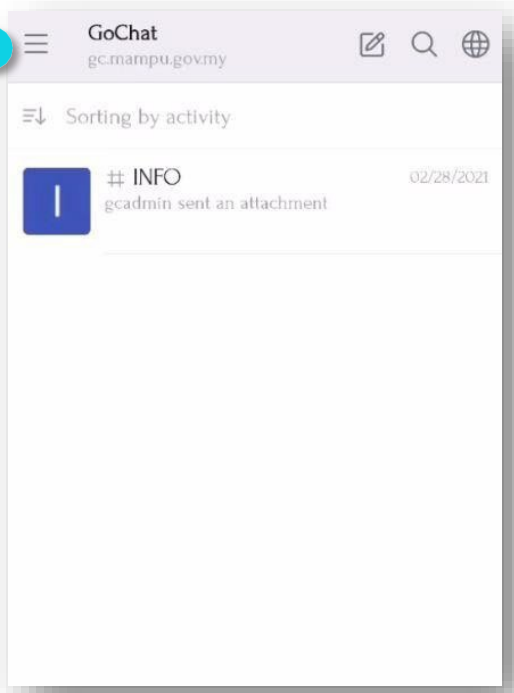 GoChat
gc.mampu.gov.my
Sorting by activity
I
# INFO
02/28/2021
gcadmin sent an attachment